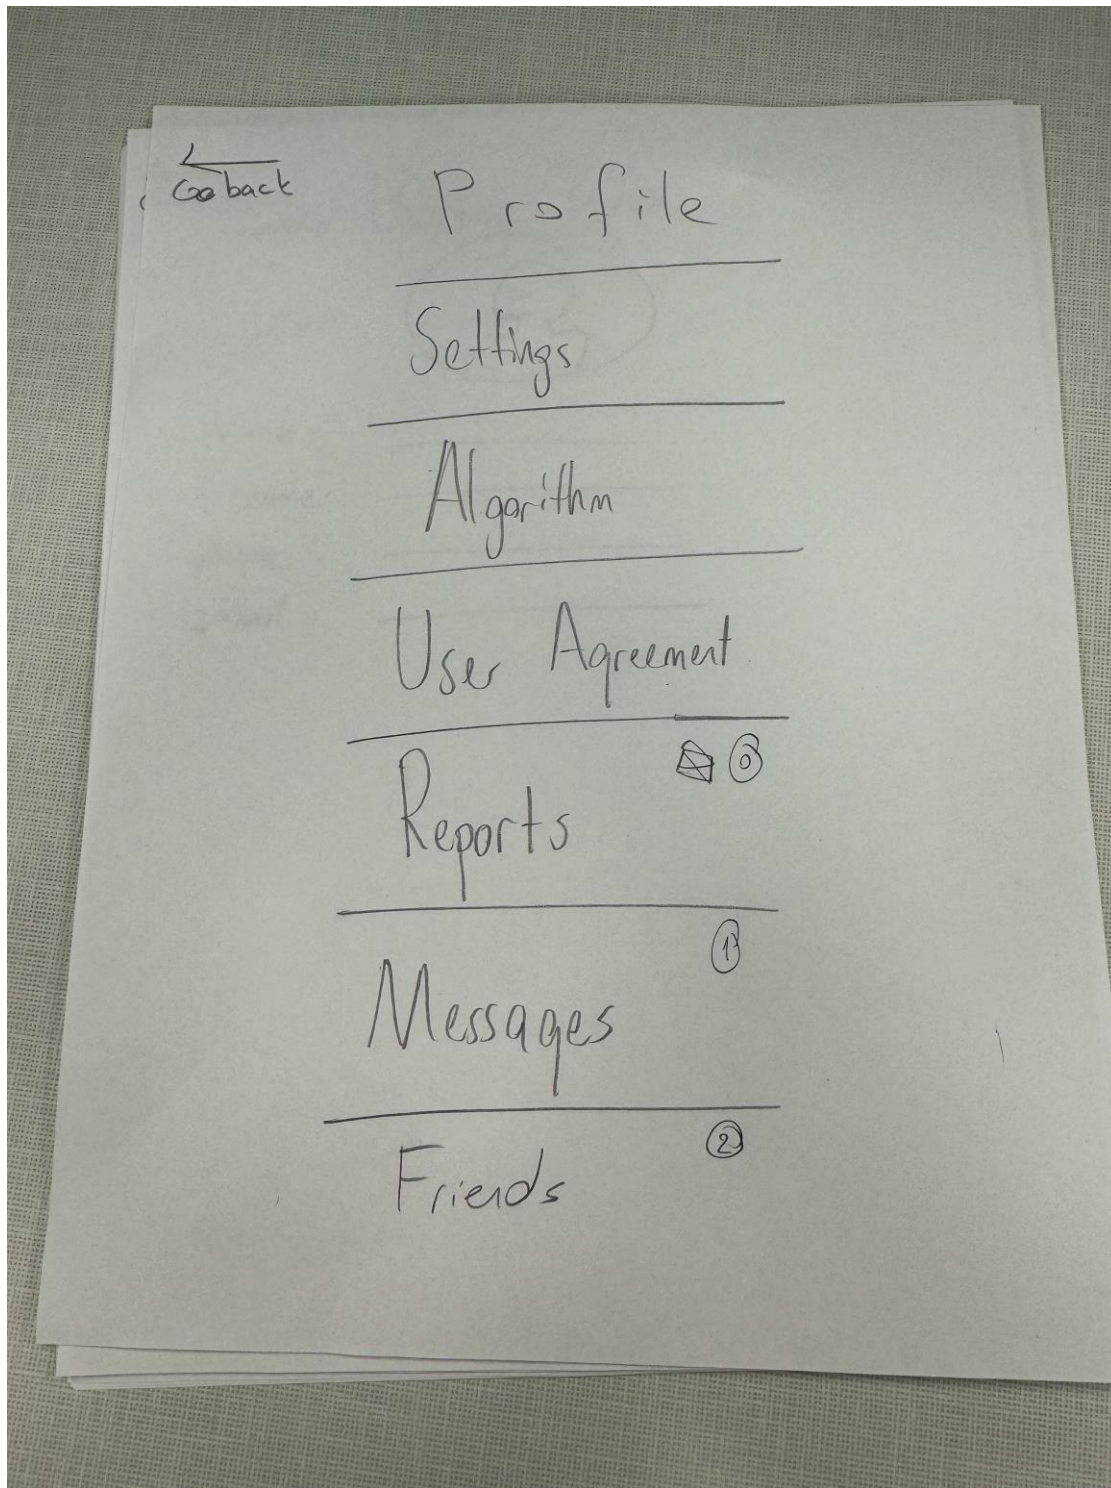 Go back
Profile
Settings
Algorithm
User Agreement
0
Reports
1
Messages
2
Friends